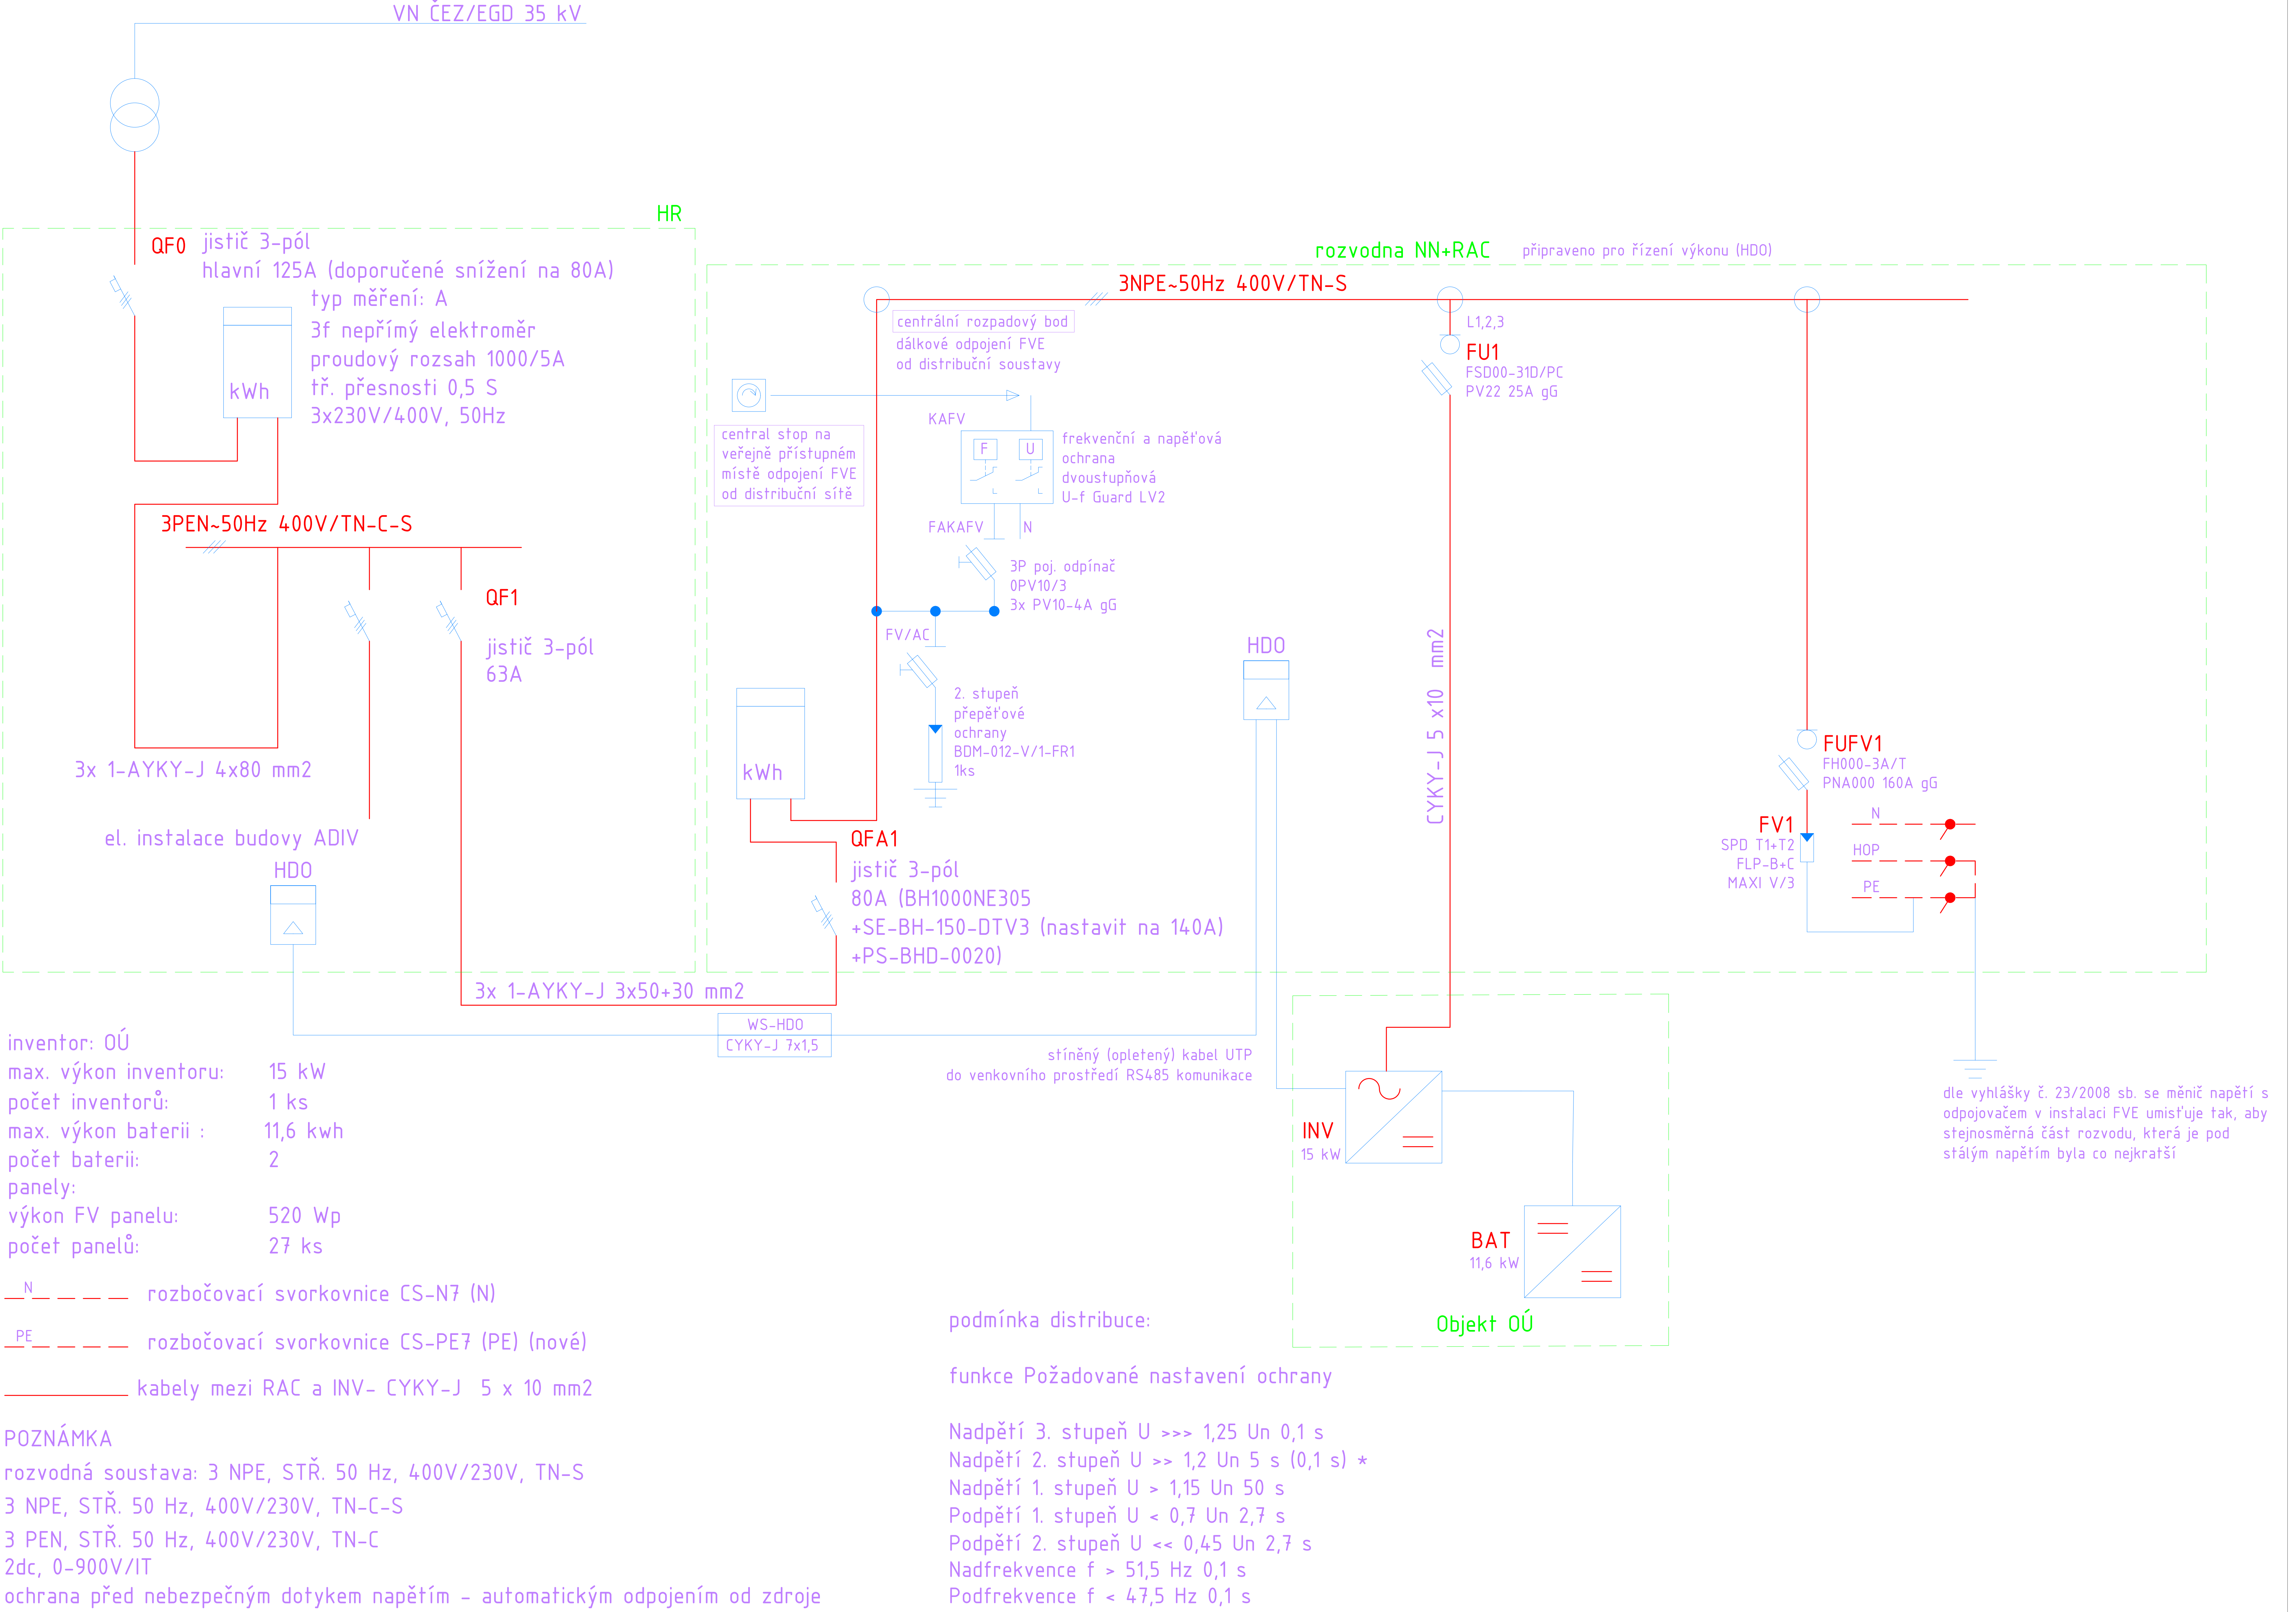 VN ČEZ/EGD 35 kV
HR
QF0
jistič 3-pól
hlavní 125A (doporučené snížení na 80A)
typ měření: A
3f nepřímý elektroměr
proudový rozsah 1000/5A
tř. přesnosti 0,5 S
3x230V/400V, 50Hz
kWh
3PEN~50Hz 400V/TN-C-S
QF1
jistič 3-pól
63A
3x 1-AYKY-J 4x80 mm2
el. instalace budovy ADIV
HDO
3x 1-AYKY-J 3x50+30 mm2
WS-HDO
CYKY-J 7x1,5
rozvodna NN+RAC
připraveno pro řízení výkonu (HDO)
3NPE~50Hz 400V/TN-S
centrální rozpadový bod
dálkové odpojení FVE
od distribuční soustavy
central stop na
veřejně přístupném
místě odpojení FVE
od distribuční sítě
KAFV
F
U
frekvenční a napěťová
ochrana
dvoustupňová
U-f Guard LV2
FAKAFV
N
3P poj. odpínač
OPV10/3
3x PV10-4A gG
FV/AC
2. stupeň
přepěťové
ochrany
BDM-012-V/1-FR1
1ks
kWh
QFA1
jistič 3-pól
80A (BH1000NE305
+SE-BH-150-DTV3 (nastavit na 140A)
+PS-BHD-0020)
HDO
L1,2,3
FU1
FSD00-31D/PC
PV22 25A gG
CYKY-J 5 x10  mm2
FUFV1
FH000-3A/T
PNA000 160A gG
FV1
SPD T1+T2
FLP-B+C
MAXI V/3
N
HOP
PE
stíněný (opletený) kabel UTP
do venkovního prostředí RS485 komunikace
INV
15 kW
BAT
11,6 kW
Objekt OÚ
dle vyhlášky č. 23/2008 sb. se měnič napětí s
odpojovačem v instalaci FVE umisťuje tak, aby
stejnosměrná část rozvodu, která je pod
stálým napětím byla co nejkratší
inventor: OÚ
max. výkon inventoru: 15 kW
počet inventorů: 1 ks
max. výkon baterii : 11,6 kwh
počet baterii: 2
panely:
výkon FV panelu: 520 Wp
počet panelů: 27 ks
N
rozbočovací svorkovnice CS-N7 (N)
PE
rozbočovací svorkovnice CS-PE7 (PE) (nové)
kabely mezi RAC a INV- CYKY-J  5 x 10 mm2
POZNÁMKA
rozvodná soustava: 3 NPE, STŘ. 50 Hz, 400V/230V, TN-S
3 NPE, STŘ. 50 Hz, 400V/230V, TN-C-S
3 PEN, STŘ. 50 Hz, 400V/230V, TN-C
2dc, 0-900V/IT
ochrana před nebezpečným dotykem napětím - automatickým odpojením od zdroje
podmínka distribuce:
funkce Požadované nastavení ochrany
Nadpětí 3. stupeň U >>> 1,25 Un 0,1 s
Nadpětí 2. stupeň U >> 1,2 Un 5 s (0,1 s) *
Nadpětí 1. stupeň U > 1,15 Un 50 s
Podpětí 1. stupeň U < 0,7 Un 2,7 s
Podpětí 2. stupeň U << 0,45 Un 2,7 s
Nadfrekvence f > 51,5 Hz 0,1 s
Podfrekvence f < 47,5 Hz 0,1 s